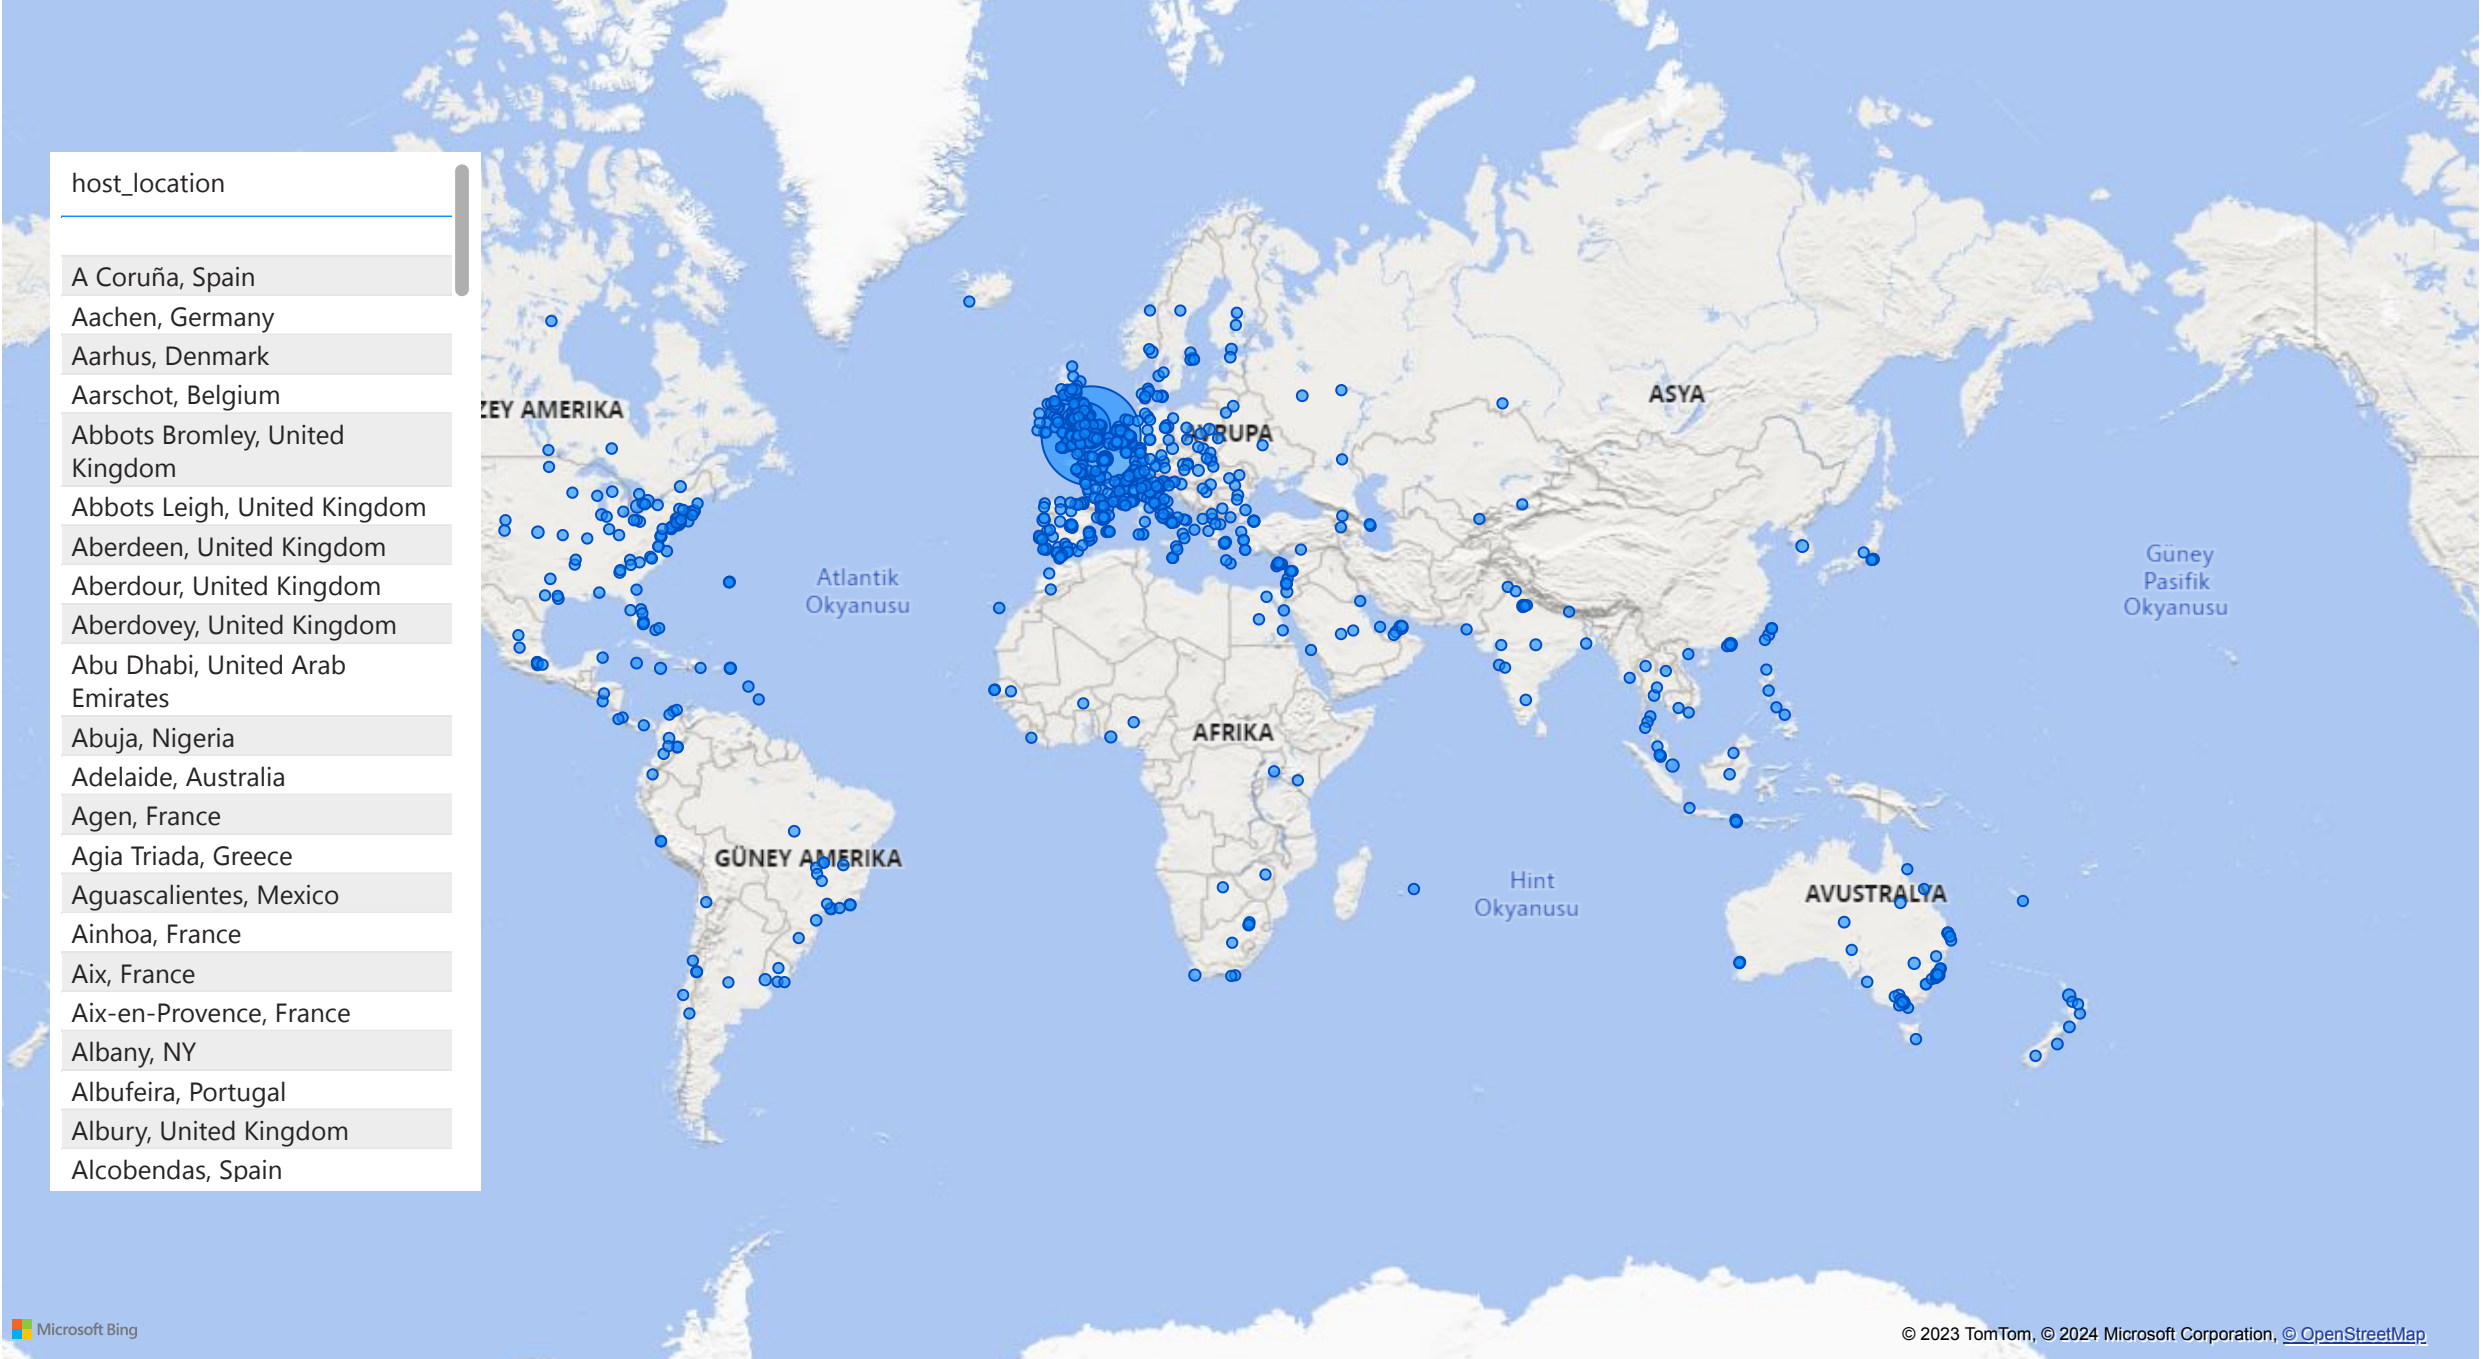 host_location
A Coruña, Spain
Aachen, Germany
Aarhus, Denmark
Aarschot, Belgium
Abbots Bromley, United
Kingdom
Abbots Leigh, United Kingdom
Aberdeen, United Kingdom
Aberdour, United Kingdom
Aberdovey, United Kingdom
Abu Dhabi, United Arab
Emirates
Abuja, Nigeria
Adelaide, Australia
Agen, France
Agia Triada, Greece
Aguascalientes, Mexico
Ainhoa, France
Aix, France
Aix-en-Provence, France
Albany, NY
Albufeira, Portugal
Albury, United Kingdom
Alcobendas, Spain
ZEY AMERIKA
Atlantik
Okyanusu
GÜNEY AMERIKA
AVRUPA
AFRIKA
ASYA
Hint
Okyanusu
AVUSTRALYA
Güney
Pasifik
Okyanusu
Microsoft Bing
© 2023 TomTom, © 2024 Microsoft Corporation, © OpenStreetMap